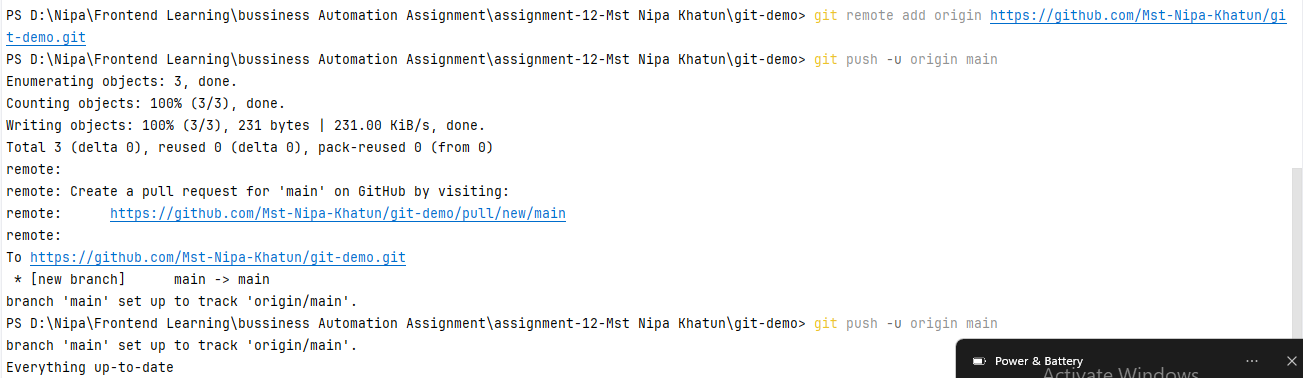 PS D:\Nipa\Frontend Learning\bussiness Automation Assignment\assignment-12-Mst Nipa Khatun\git-demo> git remote add origin https://github.com/Mst-Nipa-Khatun/gi
t-demo.git
PS D:\Nipa\Frontend Learning\bussiness Automation Assignment\assignment-12-Mst Nipa Khatun\git-demo> git push -u origin main
Enumerating objects: 3, done.
Counting objects: 100% (3/3), done.
Writing objects: 100% (3/3), 231 bytes | 231.00 KiB/s, done.
Total 3 (delta 0), reused 0 (delta 0), pack-reused 0 (from 0)
remote:
remote: Create a pull request for 'main' on GitHub by visiting:
remote:      https://github.com/Mst-Nipa-Khatun/git-demo/pull/new/main
remote:
To https://github.com/Mst-Nipa-Khatun/git-demo.git
 * [new branch]      main -> main
branch 'main' set up to track 'origin/main'.
PS D:\Nipa\Frontend Learning\bussiness Automation Assignment\assignment-12-Mst Nipa Khatun\git-demo> git push -u origin main
branch 'main' set up to track 'origin/main'.
Everything up-to-date
Power & Battery
Activate Windows